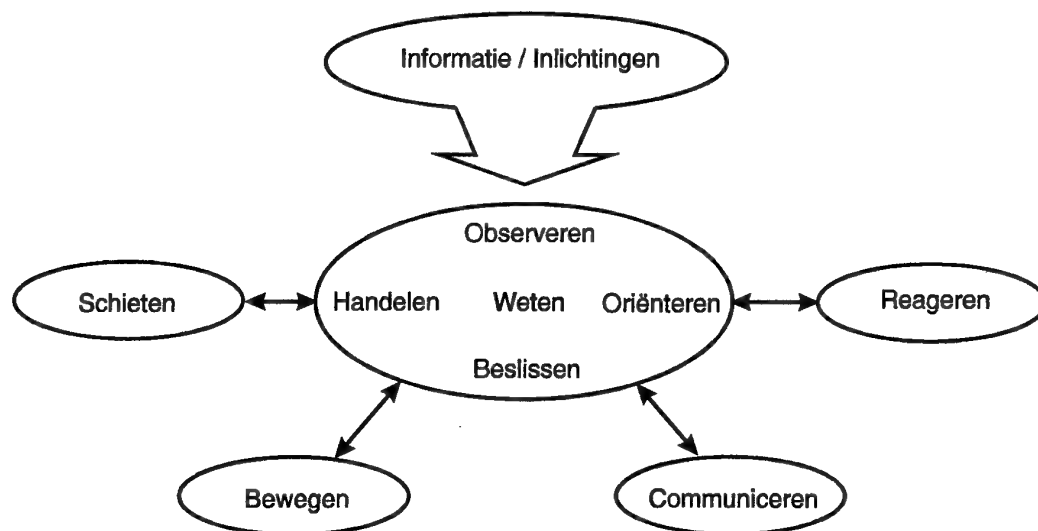 Informatie / Inlichtingen
Observeren
Schieten
Handelen
Weten
Oriënteren
Reageren
Beslissen
Bewegen
Communiceren